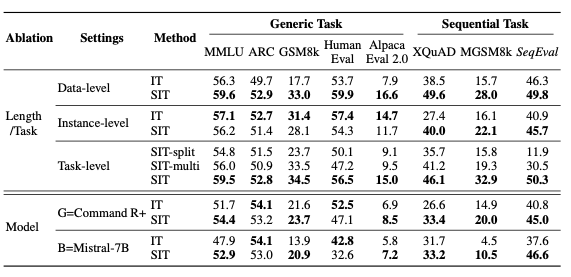 Ablation Settings Method Generic Task Sequential Task
MMLU ARC GSM8k Human Eval Alpaca Eval 2.0 XQuAD MGSM8k SeqEval
Length /Task Data-level IT 56.3 49.7 17.7 53.7 7.9 38.5 15.7 46.3
SIT 59.6 52.9 33.0 59.9 16.6 49.6 28.0 49.8
Instance-level IT 57.1 52.7 31.4 57.4 14.7 27.4 16.1 40.9
SIT 56.2 51.4 28.1 54.3 11.7 40.0 22.1 45.7
Task-level SIT-split 54.8 51.5 23.7 50.1 9.1 35.7 15.8 11.9
SIT-multi 56.0 50.9 33.5 47.2 9.5 41.2 19.3 30.5
SIT 59.5 52.8 34.5 56.5 15.0 46.1 32.9 50.3
Model G=Command R+ IT 51.7 54.1 21.6 52.5 6.9 26.6 14.9 40.8
SIT 54.4 53.2 23.7 47.1 8.5 33.4 20.0 45.0
B=Mistral-7B IT 47.9 54.1 13.9 42.8 5.8 31.7 4.5 37.6
SIT 52.9 53.0 20.9 32.6 7.2 33.2 10.5 46.6